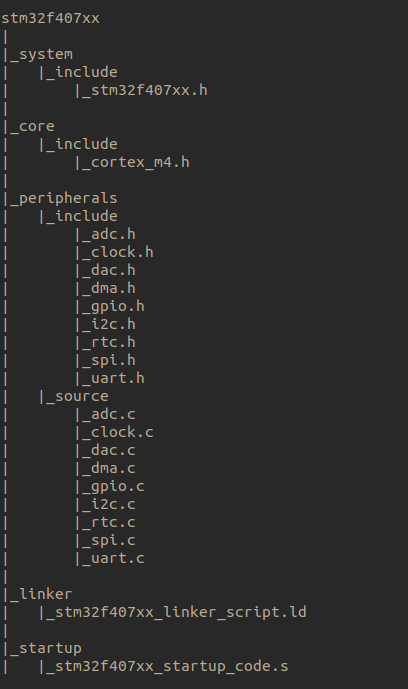 stm32f407xx
|
|_system
|   |_include
|       |_stm32f407xx.h
|
|_core
|   |_include
|       |_cortex_m4.h
|
|_peripherals
|   |_include
|       |_adc.h
|       |_clock.h
|       |_dac.h
|       |_dma.h
|       |_gpio.h
|       |_i2c.h
|       |_rtc.h
|       |_spi.h
|       |_uart.h
|   |_source
|       |_adc.c
|       |_clock.c
|       |_dac.c
|       |_dma.c
|       |_gpio.c
|       |_i2c.c
|       |_rtc.c
|       |_spi.c
|       |_uart.c
|
|_linker
|   |_stm32f407xx_linker_script.ld
|
|_startup
|   |_stm32f407xx_startup_code.s